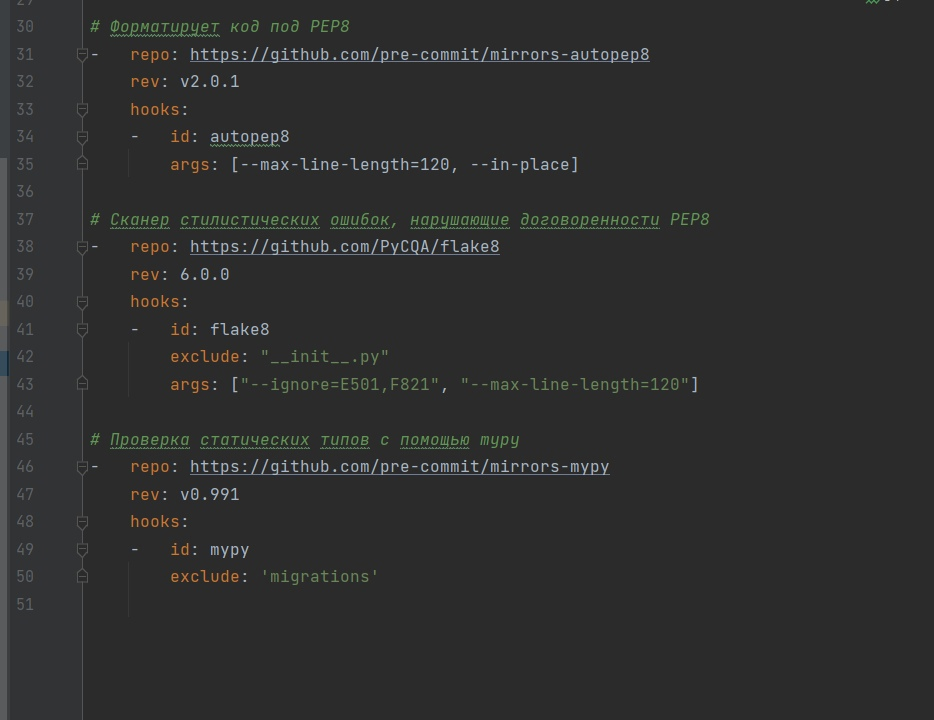 30 # Форматирует код под PEP8
31 -   repo: https://github.com/pre-commit/mirrors-autopep8
32     rev: v2.0.1
33     hooks:
34     -   id: autopep8
35         args: [--max-line-length=120, --in-place]
36
37 # Сканер стилистических ошибок, нарушающие договоренности PEP8
38 -   repo: https://github.com/PyCQA/flake8
39     rev: 6.0.0
40     hooks:
41     -   id: flake8
42         exclude: "__init__.py"
43         args: ["--ignore=E501,F821", "--max-line-length=120"]
44
45 # Проверка статических типов с помощью mypy
46 -   repo: https://github.com/pre-commit/mirrors-mypy
47     rev: v0.991
48     hooks:
49     -   id: mypy
50         exclude: 'migrations'
51